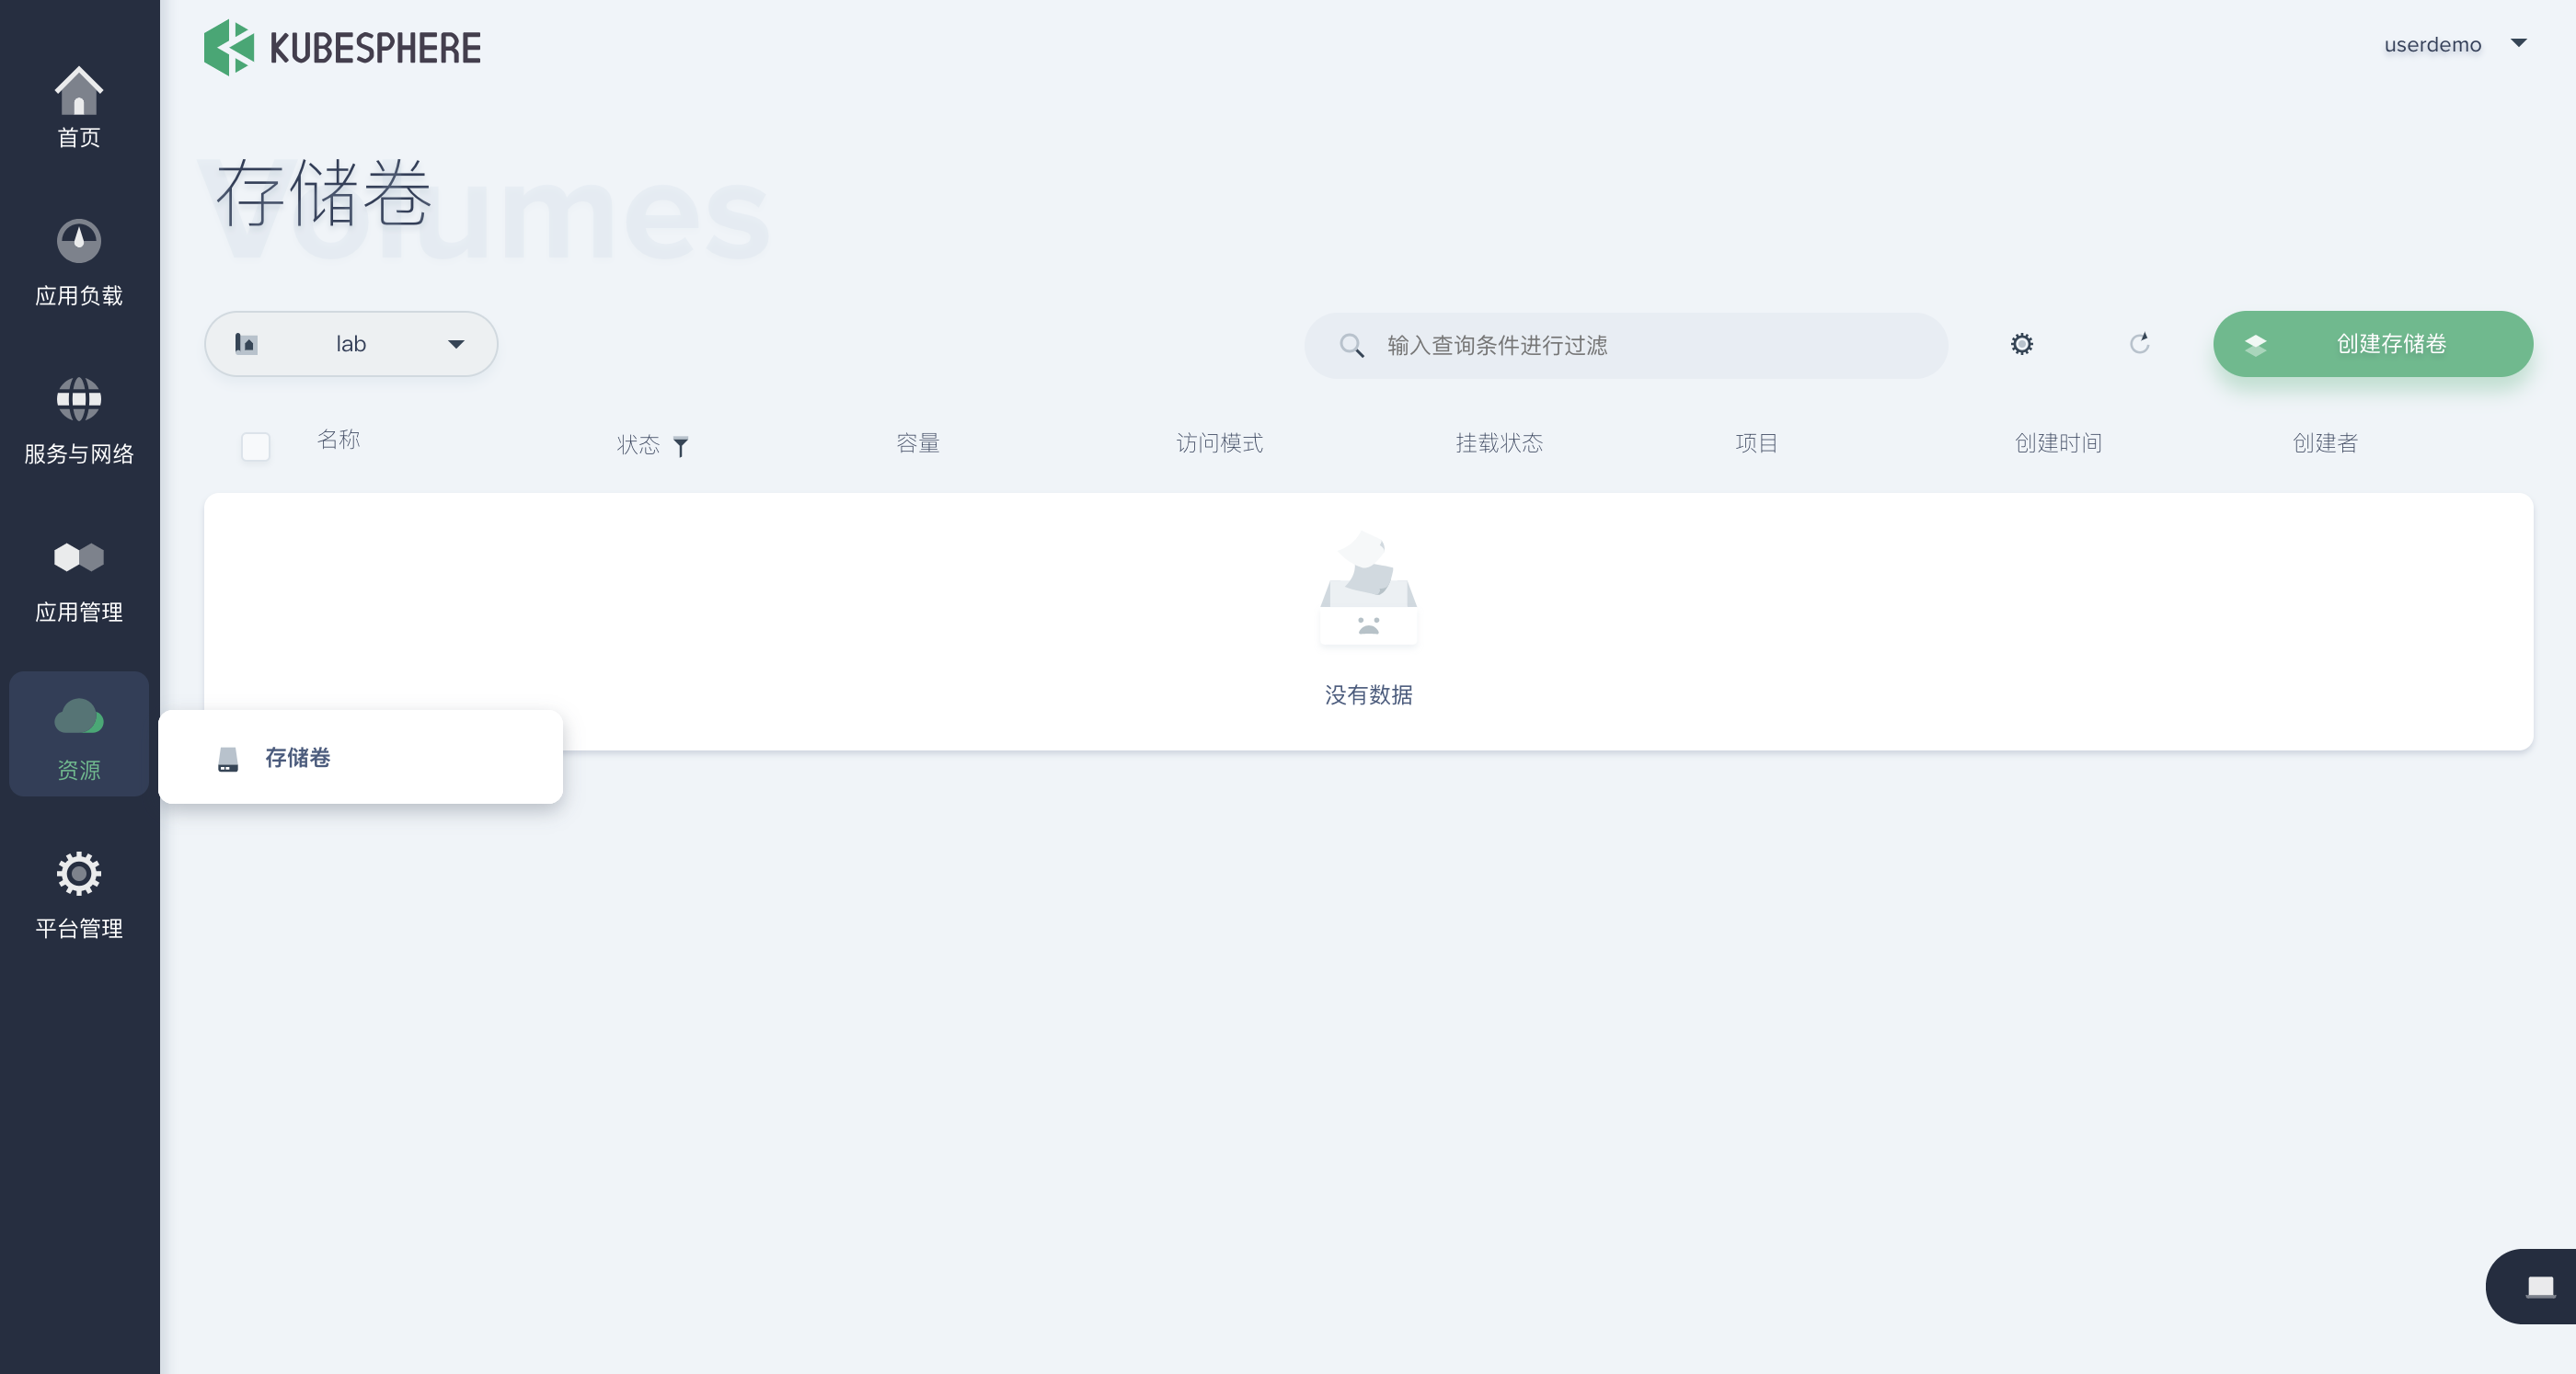 KUBESPHERE
userdemo
首页
Volumes
存储卷
应用负载
lab
输入查询条件进行过滤
创建存储卷
服务与网络
名称
状态
容量
访问模式
挂载状态
项目
创建时间
创建者
应用管理
没有数据
资源
存储卷
平台管理